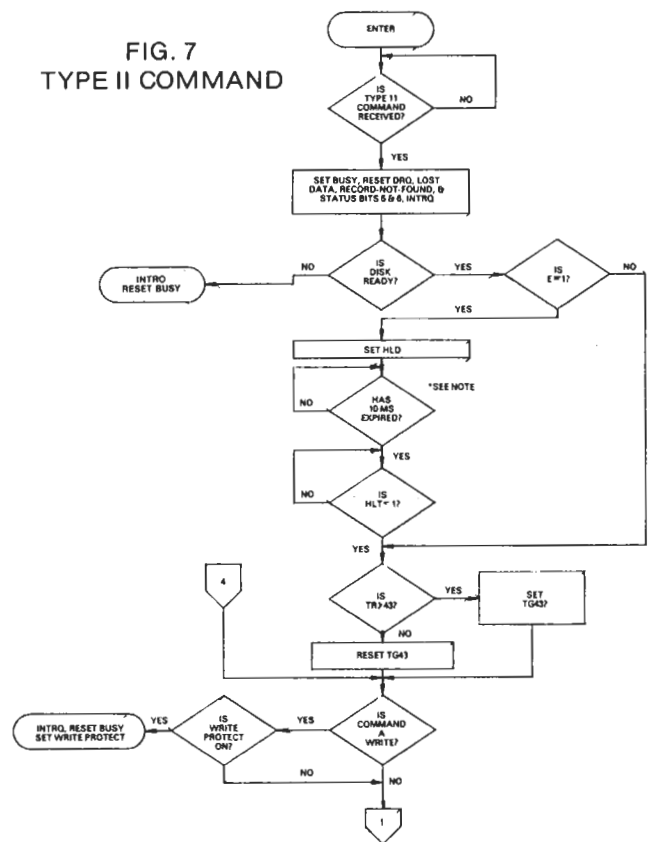 FIG. 7
TYPE II COMMAND
ENTER
IS
TYPE 11
COMMAND
RECEIVED?
NO
YES
SET BUSY, RESET DRQ, LOST
DATA, RECORD-NOT-FOUND, &
STATUS BITS 5 & 6, INTRQ
IS
DISK
READY?
NO
YES
INTRQ
RESET BUSY
IS
E = 1?
NO
YES
SET HLD
*SEE NOTE
HAS
10 MS
EXPIRED?
NO
YES
IS
HLT = 1?
NO
YES
4
IS
TR > 43?
YES
SET
TG43?
NO
RESET TG43
IS
COMMAND
A
WRITE?
YES
IS
WRITE
PROTECT
ON?
YES
INTRQ, RESET BUSY
SET WRITE PROTECT
NO
NO
1